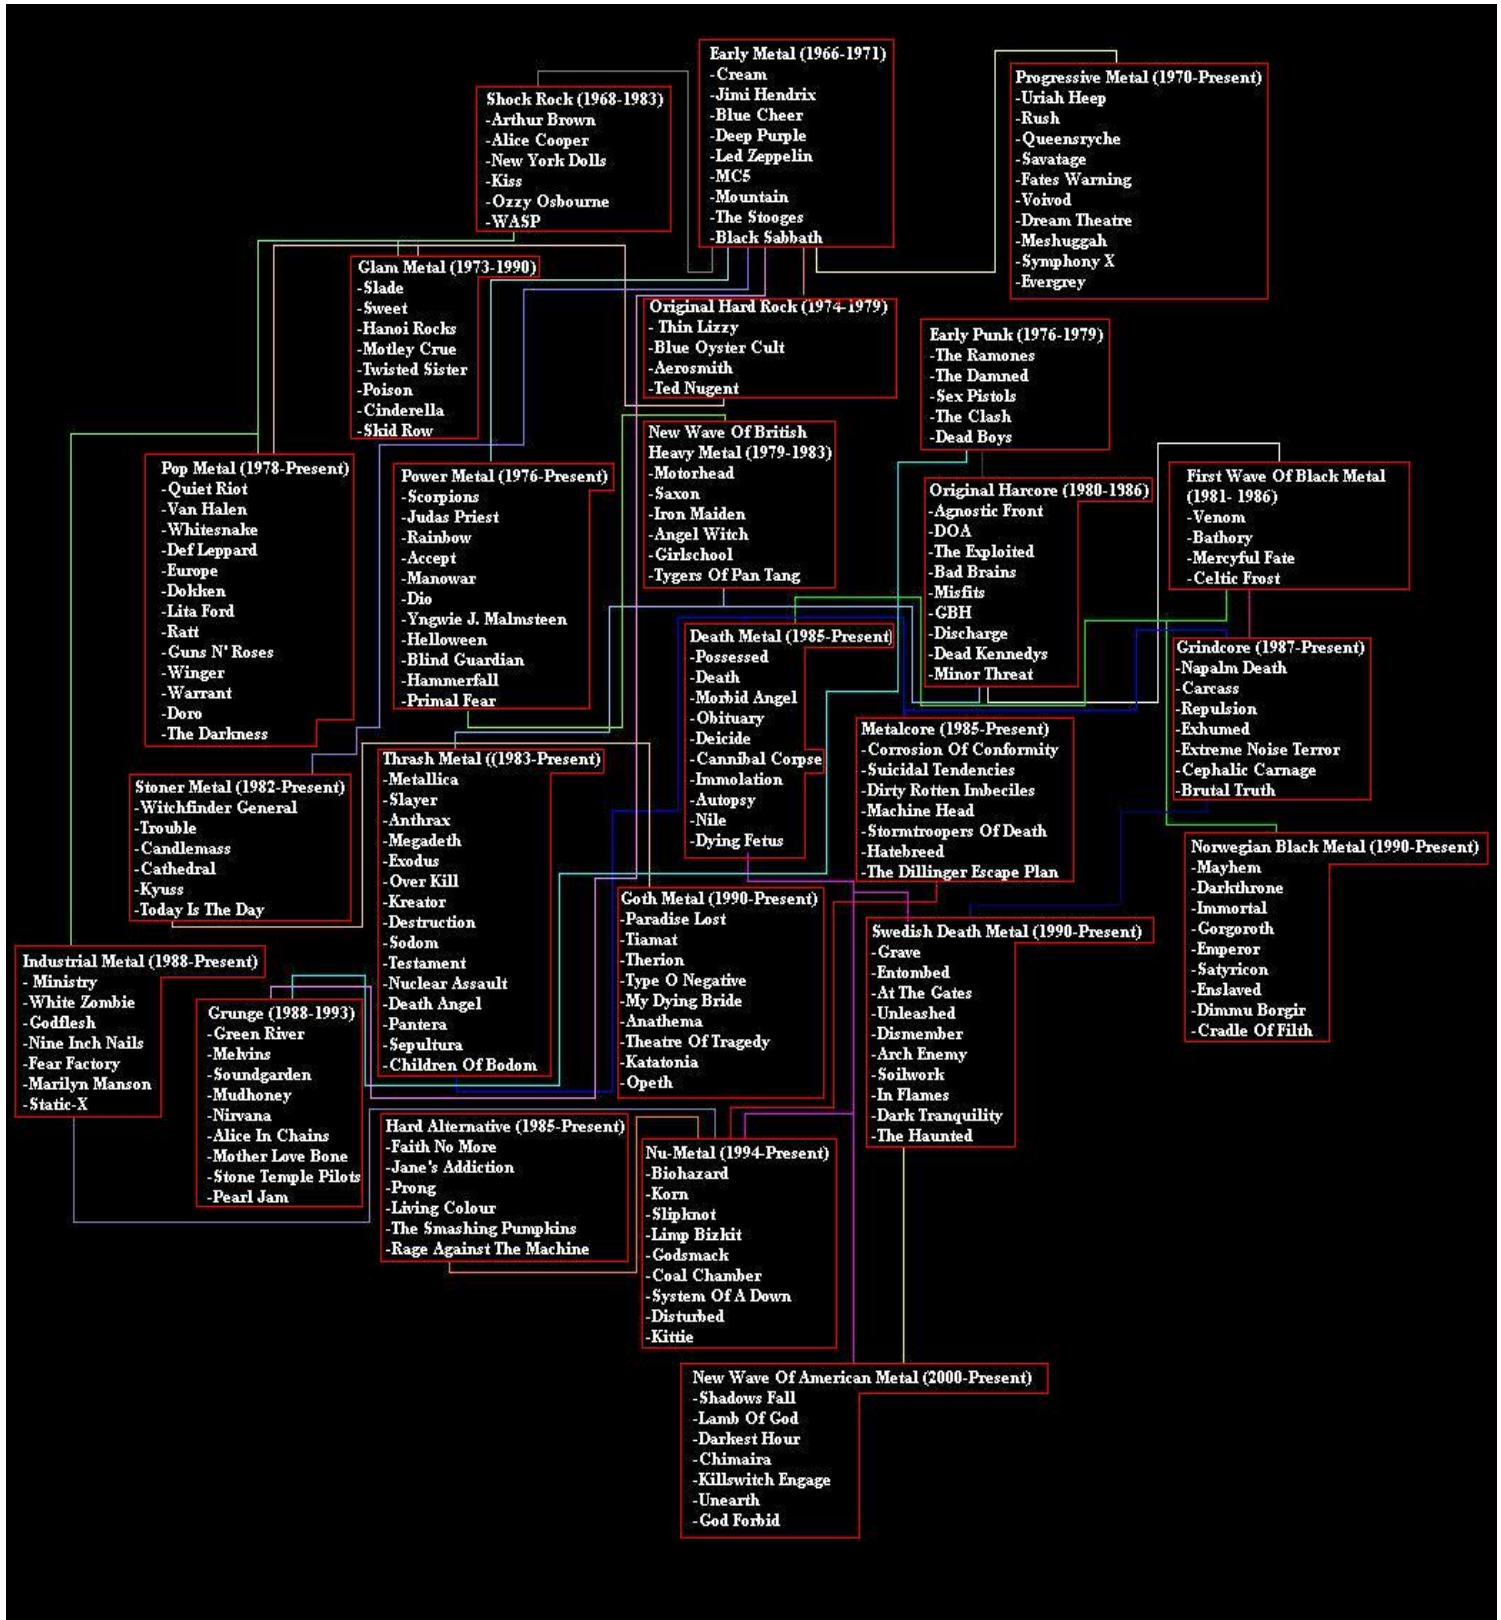 Early Metal (1966-1971)
-Cream
-Jimi Hendrix
-Blue Cheer
-Deep Purple
-Led Zeppelin
-MC5
-Mountain
-The Stooges
-Black Sabbath
Progressive Metal (1970-Present)
-Uriah Heep
-Rush
-Queensryche
-Savatage
-Fates Warning
-Voivod
-Dream Theatre
-Meshuggah
-Symphony X
-Evergrey
Shock Rock (1968-1983)
-Arthur Brown
-Alice Cooper
-New York Dolls
-Kiss
-Ozzy Osbourne
-WASP
Glam Metal (1973-1990)
-Slade
-Sweet
-Hanoi Rocks
-Motley Crue
-Twisted Sister
-Poison
-Cinderella
-Skid Row
Original Hard Rock (1974-1979)
- Thin Lizzy
-Blue Oyster Cult
-Aerosmith
-Ted Nugent
Early Punk (1976-1979)
-The Ramones
-The Damned
-Sex Pistols
-The Clash
-Dead Boys
Pop Metal (1978-Present)
-Quiet Riot
-Van Halen
-Whitesnake
-Def Leppard
-Europe
-Dokken
-Lita Ford
-Ratt
-Guns N' Roses
-Winger
-Warrant
-Doro
-The Darkness
Power Metal (1976-Present)
-Scorpions
-Judas Priest
-Rainbow
-Accept
-Manowar
-Dio
-Yngwie J. Malmsteen
-Helloween
-Blind Guardian
-Hammerfall
-Primal Fear
New Wave Of British
Heavy Metal (1979-1983)
-Motorhead
-Saxon
-Iron Maiden
-Angel Witch
-Girlschool
-Tygers Of Pan Tang
Original Harcore (1980-1986)
-Agnostic Front
-DOA
-The Exploited
-Bad Brains
-Misfits
-GBH
-Discharge
-Dead Kennedys
-Minor Threat
First Wave Of Black Metal
(1981- 1986)
-Venom
-Bathory
-Mercyful Fate
-Celtic Frost
Death Metal (1985-Present)
-Possessed
-Death
-Morbid Angel
-Obituary
-Deicide
-Cannibal Corpse
-Immolation
-Autopsy
-Nile
-Dying Fetus
Grindcore (1987-Present)
-Napalm Death
-Carcass
-Repulsion
-Exhumed
-Extreme Noise Terror
-Cephalic Carnage
-Brutal Truth
Metalcore (1985-Present)
-Corrosion Of Conformity
-Suicidal Tendencies
-Dirty Rotten Imbeciles
-Machine Head
-Stormtroopers Of Death
-Hatebreed
-The Dillinger Escape Plan
Thrash Metal ((1983-Present)
-Metallica
-Slayer
-Anthrax
-Megadeth
-Exodus
-Over Kill
-Kreator
-Destruction
-Sodom
-Testament
-Nuclear Assault
-Death Angel
-Pantera
-Sepultura
-Children Of Bodom
Stoner Metal (1982-Present)
-Witchfinder General
-Trouble
-Candlemass
-Cathedral
-Kyuss
-Today Is The Day
Norwegian Black Metal (1990-Present)
-Mayhem
-Darkthrone
-Immortal
-Gorgoroth
-Emperor
-Satyricon
-Enslaved
-Dimmu Borgir
-Cradle Of Filth
Goth Metal (1990-Present)
-Paradise Lost
-Tiamat
-Therion
-Type O Negative
-My Dying Bride
-Anathema
-Theatre Of Tragedy
-Katatonia
-Opeth
Swedish Death Metal (1990-Present)
-Grave
-Entombed
-At The Gates
-Unleashed
-Dismember
-Arch Enemy
-Soilwork
-In Flames
-Dark Tranquility
-The Haunted
Industrial Metal (1988-Present)
- Ministry
-White Zombie
-Godflesh
-Nine Inch Nails
-Fear Factory
-Marilyn Manson
-Static-X
Grunge (1988-1993)
-Green River
-Melvins
-Soundgarden
-Mudhoney
-Nirvana
-Alice In Chains
-Mother Love Bone
-Stone Temple Pilots
-Pearl Jam
Hard Alternative (1985-Present)
-Faith No More
-Jane's Addiction
-Prong
-Living Colour
-The Smashing Pumpkins
-Rage Against The Machine
Nu-Metal (1994-Present)
-Biohazard
-Korn
-Slipknot
-Limp Bizkit
-Godsmack
-Coal Chamber
-System Of A Down
-Disturbed
-Kittie
New Wave Of American Metal (2000-Present)
-Shadows Fall
-Lamb Of God
-Darkest Hour
-Chimaira
-Killswitch Engage
-Unearth
-God Forbid